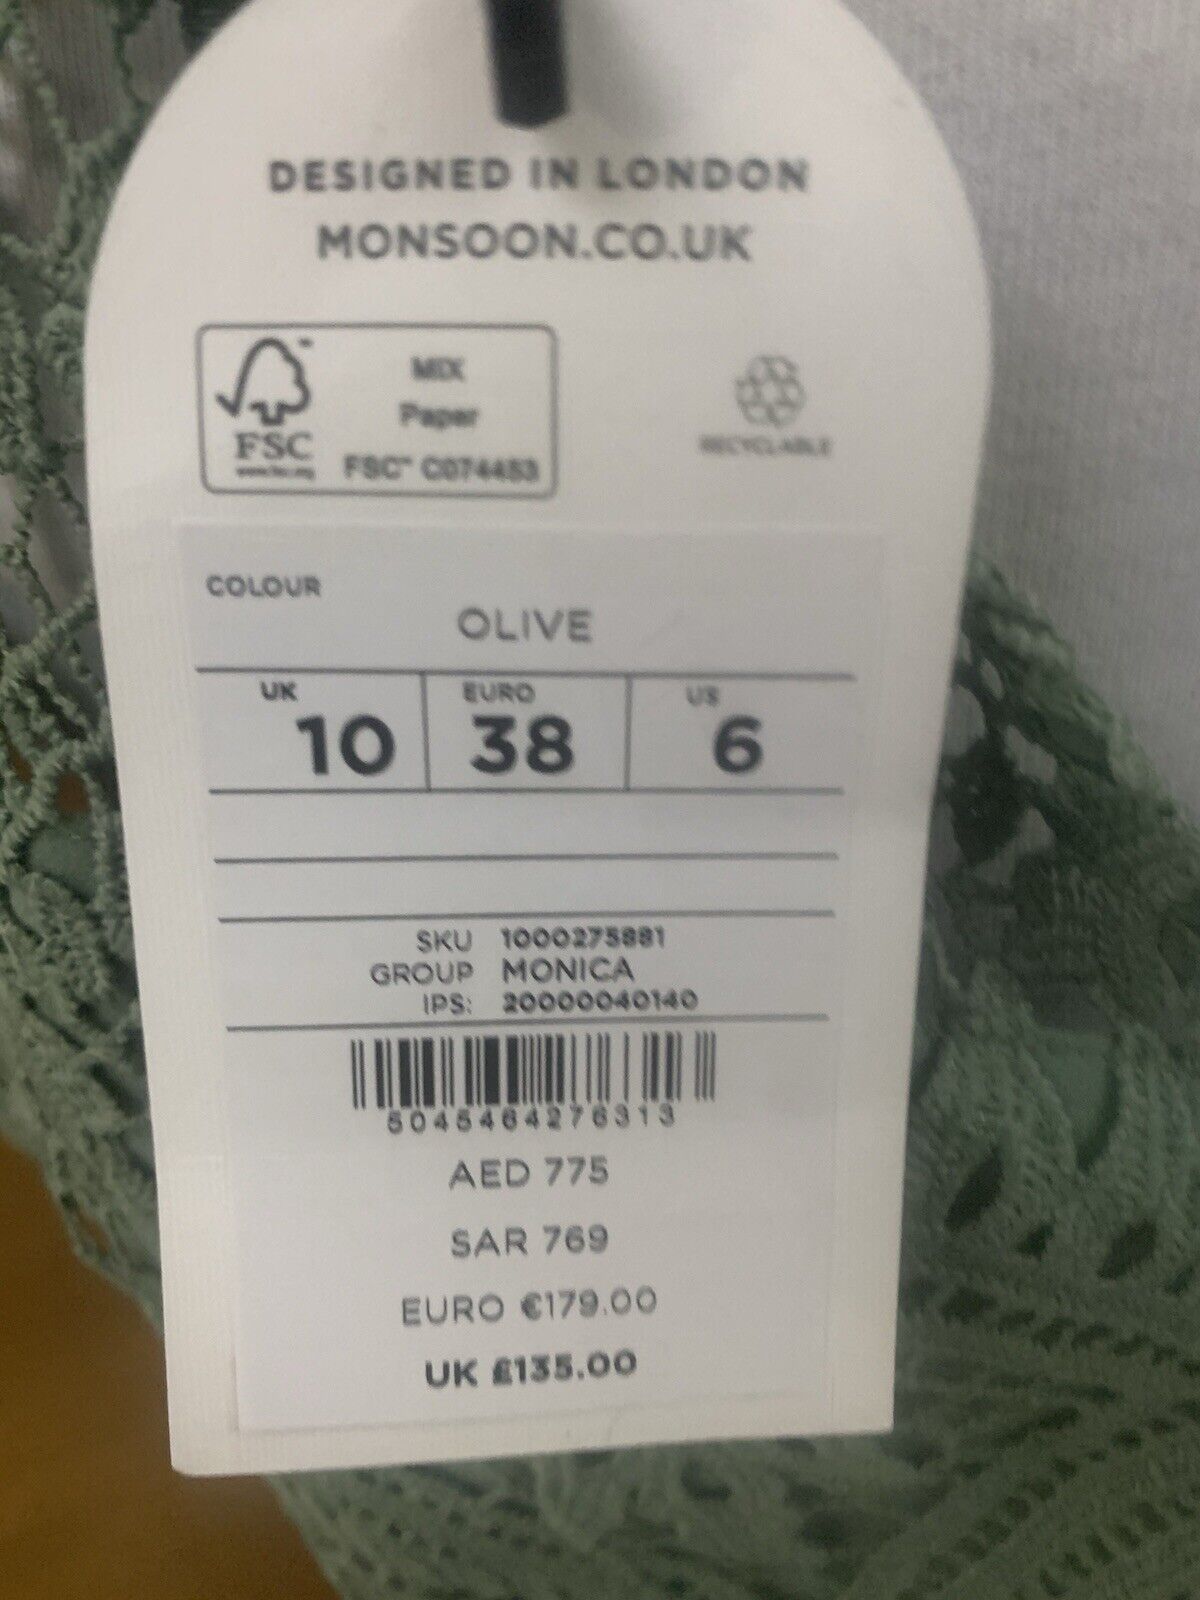 DESIGNED IN LONDON
MONSOON.CO.UK
FSC
MIX
Paper
FSC™ C074453
RECYCLABLE
COLOUR
OLIVE
UK EURO US
10 38 6
SKU 1000275881
GROUP MONICA
IPS: 20000040140
5045464276313
AED 775
SAR 769
EURO €179.00
UK £135.00